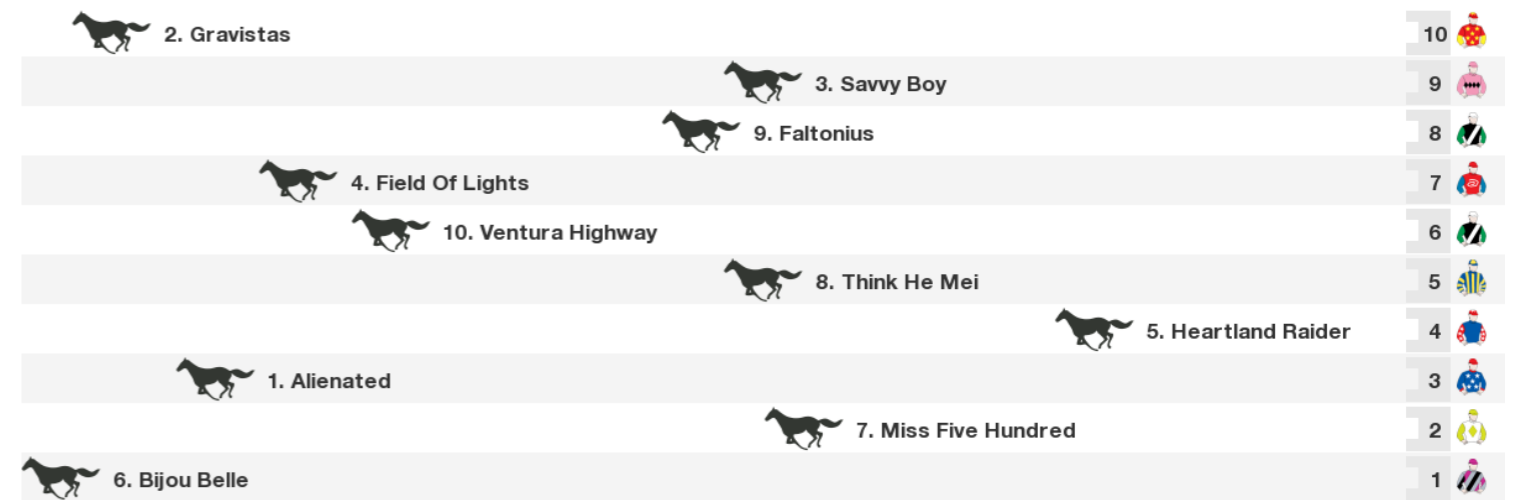 2. Gravistas 10
3. Savvy Boy 9
9. Faltonius 8
4. Field Of Lights 7
10. Ventura Highway 6
8. Think He Mei 5
5. Heartland Raider 4
1. Alienated 3
7. Miss Five Hundred 2
6. Bijou Belle 1